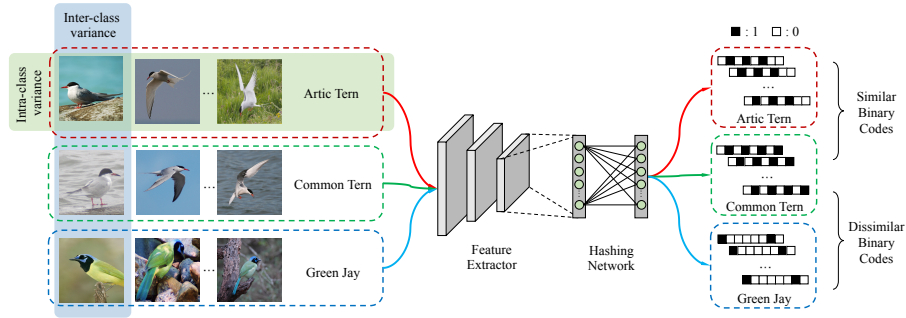 Inter-class
variance
Intra-class
variance
...
Artic Tern
...
Common Tern
...
Green Jay
Feature
Extractor
Hashing
Network
: 1 : 0
...
Artic Tern
...
Common Tern
...
Green Jay
Similar
Binary
Codes
Dissimilar
Binary
Codes